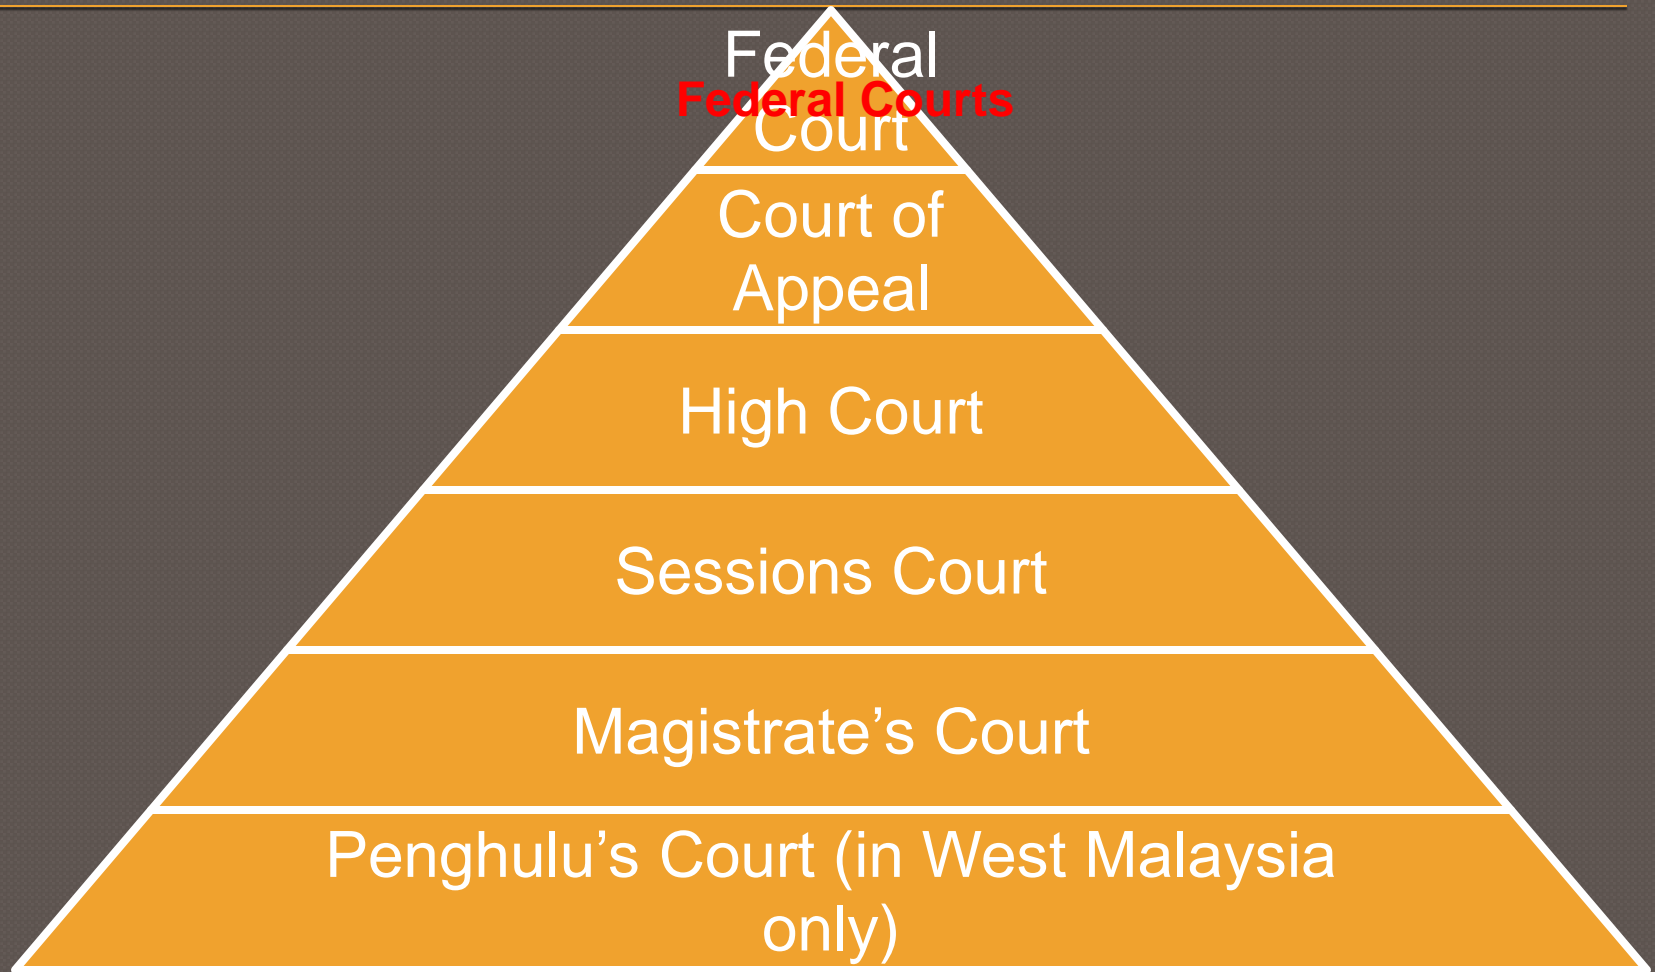 Federal
Federal Courts
Court
Court of
Appeal
High Court
Sessions Court
Magistrate’s Court
Penghulu’s Court (in West Malaysia
only)